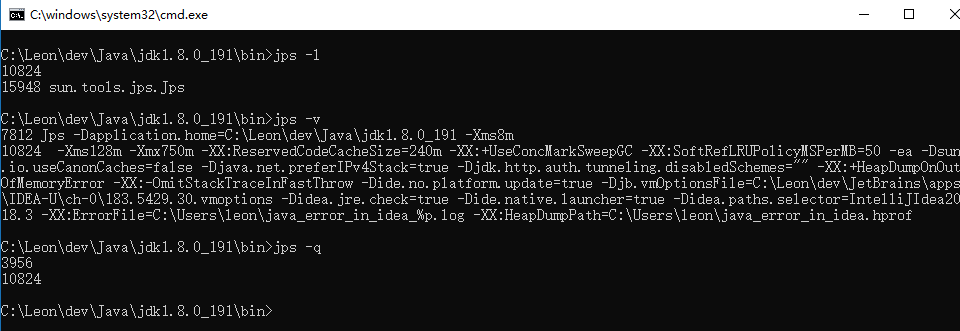 C:\windows\system32\cmd.exe
C:\Leon\dev\Java\jdk1.8.0_191\bin>jps -l
10824
15948 sun.tools.jps.Jps
C:\Leon\dev\Java\jdk1.8.0_191\bin>jps -v
7812 Jps -Dapplication.home=C:\Leon\dev\Java\jdk1.8.0_191 -Xms8m
10824  -Xms128m -Xmx750m -XX:ReservedCodeCacheSize=240m -XX:+UseConcMarkSweepGC -XX:SoftRefLRUPolicyMSPerMB=50 -ea -Dsun
.io.useCanonCaches=false -Djava.net.preferIPv4Stack=true -Djdk.http.auth.tunneling.disabledSchemes="" -XX:+HeapDumpOnOut
OfMemoryError -XX:-OmitStackTraceInFastThrow -Dide.no.platform.update=true -Djb.vmOptionsFile=C:\Leon\dev\JetBrains\apps
\IDEA-U\ch-0\183.5429.30.vmoptions -Didea.jre.check=true -Dide.native.launcher=true -Didea.paths.selector=IntelliJIdea20
18.3 -XX:ErrorFile=C:\Users\leon\java_error_in_idea_%p.log -XX:HeapDumpPath=C:\Users\leon\java_error_in_idea.hprof
C:\Leon\dev\Java\jdk1.8.0_191\bin>jps -q
3956
10824
C:\Leon\dev\Java\jdk1.8.0_191\bin>